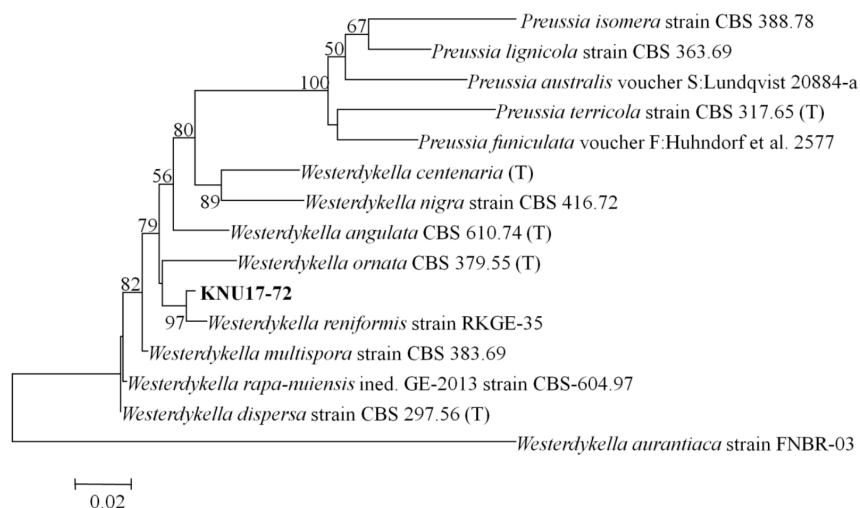 Preussia isomera strain CBS 388.78
67
Preussia lignicola strain CBS 363.69
50
Preussia australis voucher S:Lundqvist 20884-a
100
Preussia terricola strain CBS 317.65 (T)
80
Preussia funiculata voucher F:Huhndorf et al. 2577
56
Westerdykella centenaria (T)
89
Westerdykella nigra strain CBS 416.72
79
Westerdykella angulata CBS 610.74 (T)
Westerdykella ornata CBS 379.55 (T)
82
KNU17-72
97
Westerdykella reniformis strain RKGE-35
Westerdykella multispora strain CBS 383.69
Westerdykella rapa-nuiensis ined. GE-2013 strain CBS-604.97
Westerdykella dispersa strain CBS 297.56 (T)
Westerdykella aurantiaca strain FNBR-03
0.02